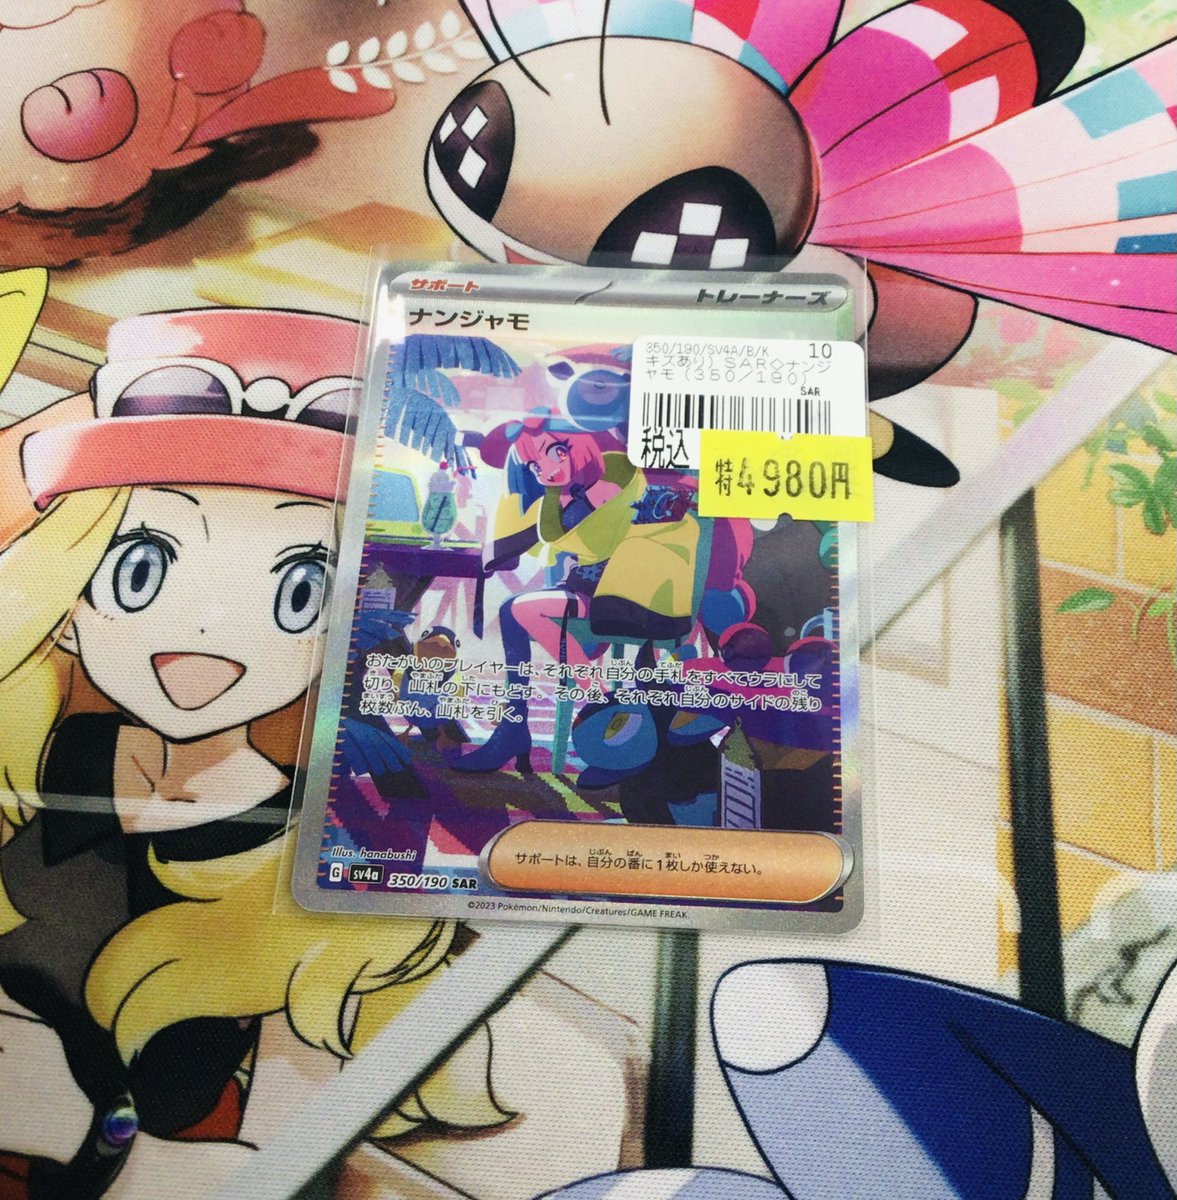 サポート トレーナーズ
ナンジャモ
350/190/SV4A/B/K 10
キズあり) SAR◇ナンジ
ャモ (350/190)
SAR
税込
特4980円
おたがいのプレイヤーは、それぞれ自分の手札をすべてウラにして
切り、山札の下にもどす。その後、それぞれ自分のサイドの残り
枚数ぶん、山札を引く。
サポートは、自分の番に1枚しか使えない。
Illus. hanabushi
G sv4a 350/190 SAR
©2023 Pokémon/Nintendo/Creatures/GAME FREAK